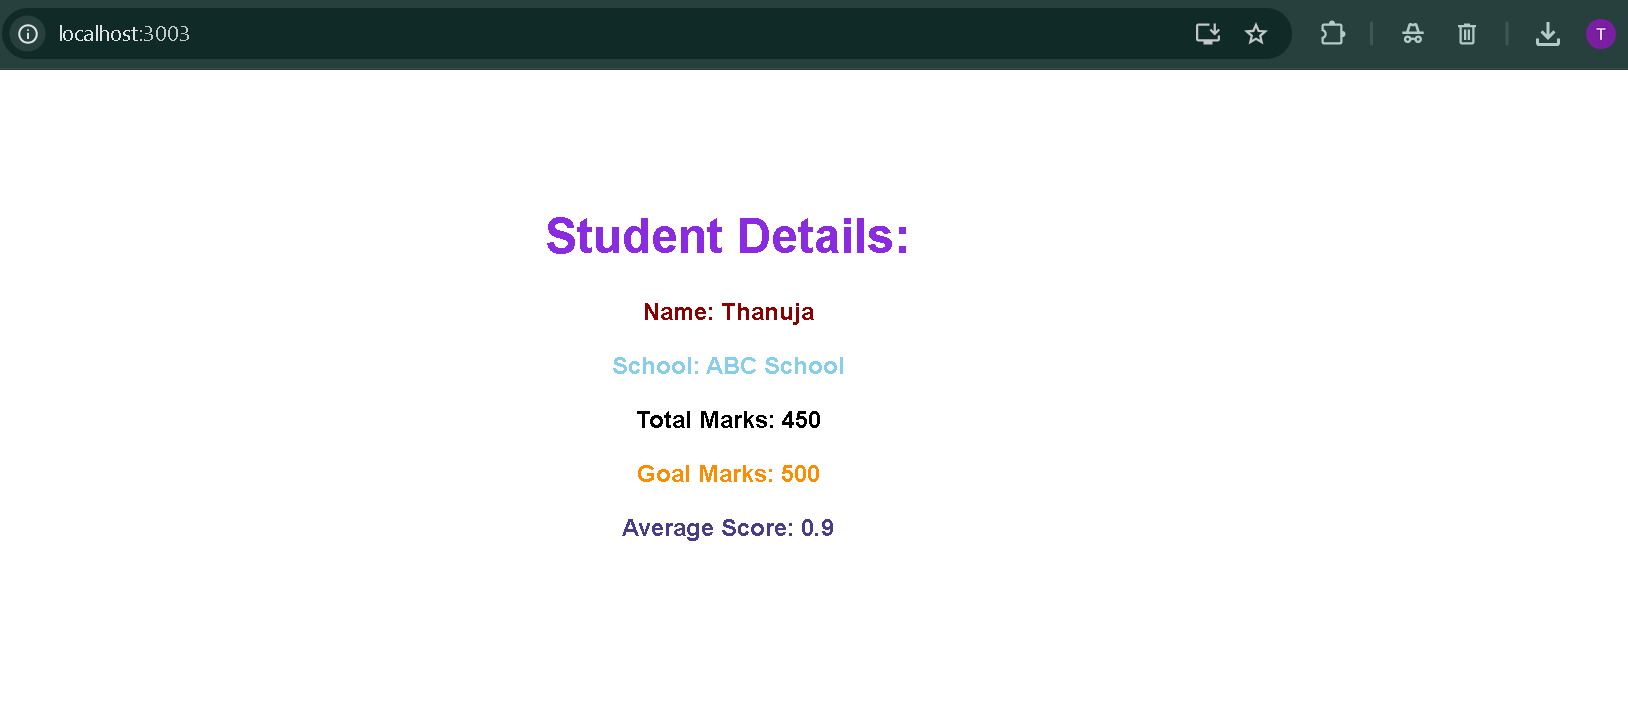 localhost:3003
T
Student Details:
Name: Thanuja
School: ABC School
Total Marks: 450
Goal Marks: 500
Average Score: 0.9